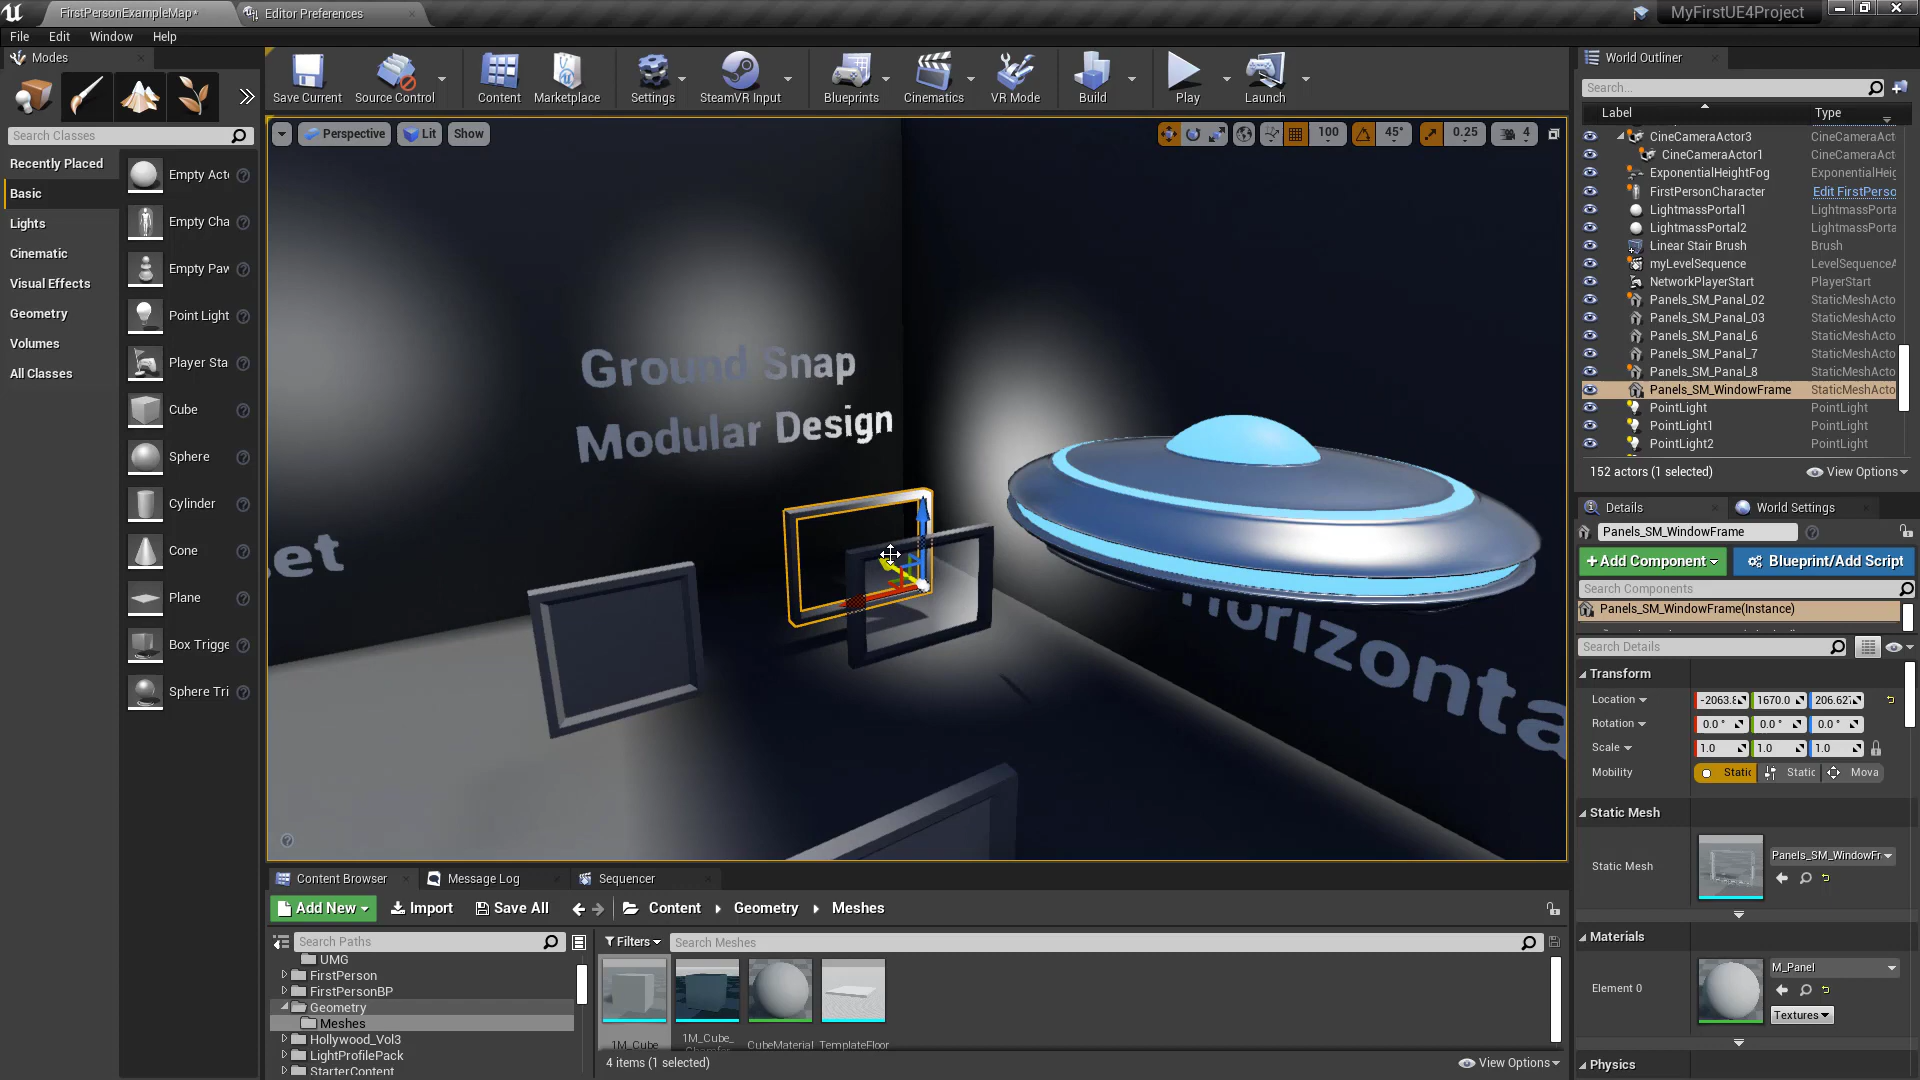 FirstPersonExampleMap*
Editor Preferences
MyFirstUE4Project
File Edit Window Help
Modes
Save Current
Source Control
Content
Marketplace
Settings
SteamVR Input
Blueprints
Cinematics
VR Mode
Build
Play
Launch
Search Classes
Recently Placed
Basic
Lights
Cinematic
Visual Effects
Geometry
Volumes
All Classes
Empty Act
Empty Cha
Empty Paw
Point Light
Player Sta
Cube
Sphere
Cylinder
Cone
Plane
Box Trigge
Sphere Tri
Perspective Lit Show
100 45° 0.25 4
Ground Snap
Modular Design
et
Horizonta
World Outliner
Search...
Label Type
CineCameraActor3 CineCameraAct
CineCameraActor1 CineCameraAct
ExponentialHeightFog ExponentialHeig
FirstPersonCharacter Edit FirstPerso
LightmassPortal1 LightmassPorta
LightmassPortal2 LightmassPorta
Linear Stair Brush Brush
myLevelSequence LevelSequenceA
NetworkPlayerStart PlayerStart
Panels_SM_Panal_02 StaticMeshActo
Panels_SM_Panal_03 StaticMeshActo
Panels_SM_Panal_6 StaticMeshActo
Panels_SM_Panal_7 StaticMeshActo
Panels_SM_Panal_8 StaticMeshActo
Panels_SM_WindowFrame StaticMeshActo
PointLight PointLight
PointLight1 PointLight
PointLight2 PointLight
152 actors (1 selected) View Options
Details World Settings
Panels_SM_WindowFrame
+Add Component Blueprint/Add Script
Search Components
Panels_SM_WindowFrame(Instance)
Search Details
Transform
Location -2063.8 1670.0 206.627
Rotation 0.0 ° 0.0 ° 0.0 °
Scale 1.0 1.0 1.0
Mobility Static Static Mova
Static Mesh
Static Mesh Panels_SM_WindowFr
Materials
Element 0 M_Panel
Textures
Physics
Content Browser Message Log Sequencer
Add New Import Save All Content Geometry Meshes
Search Paths
UMG
FirstPerson
FirstPersonBP
Geometry
Meshes
Hollywood_Vol3
LightProfilePack
StarterContent
Filters Search Meshes
1M_Cube
1M_Cube_
CubeMaterial
TemplateFloor
4 items (1 selected) View Options